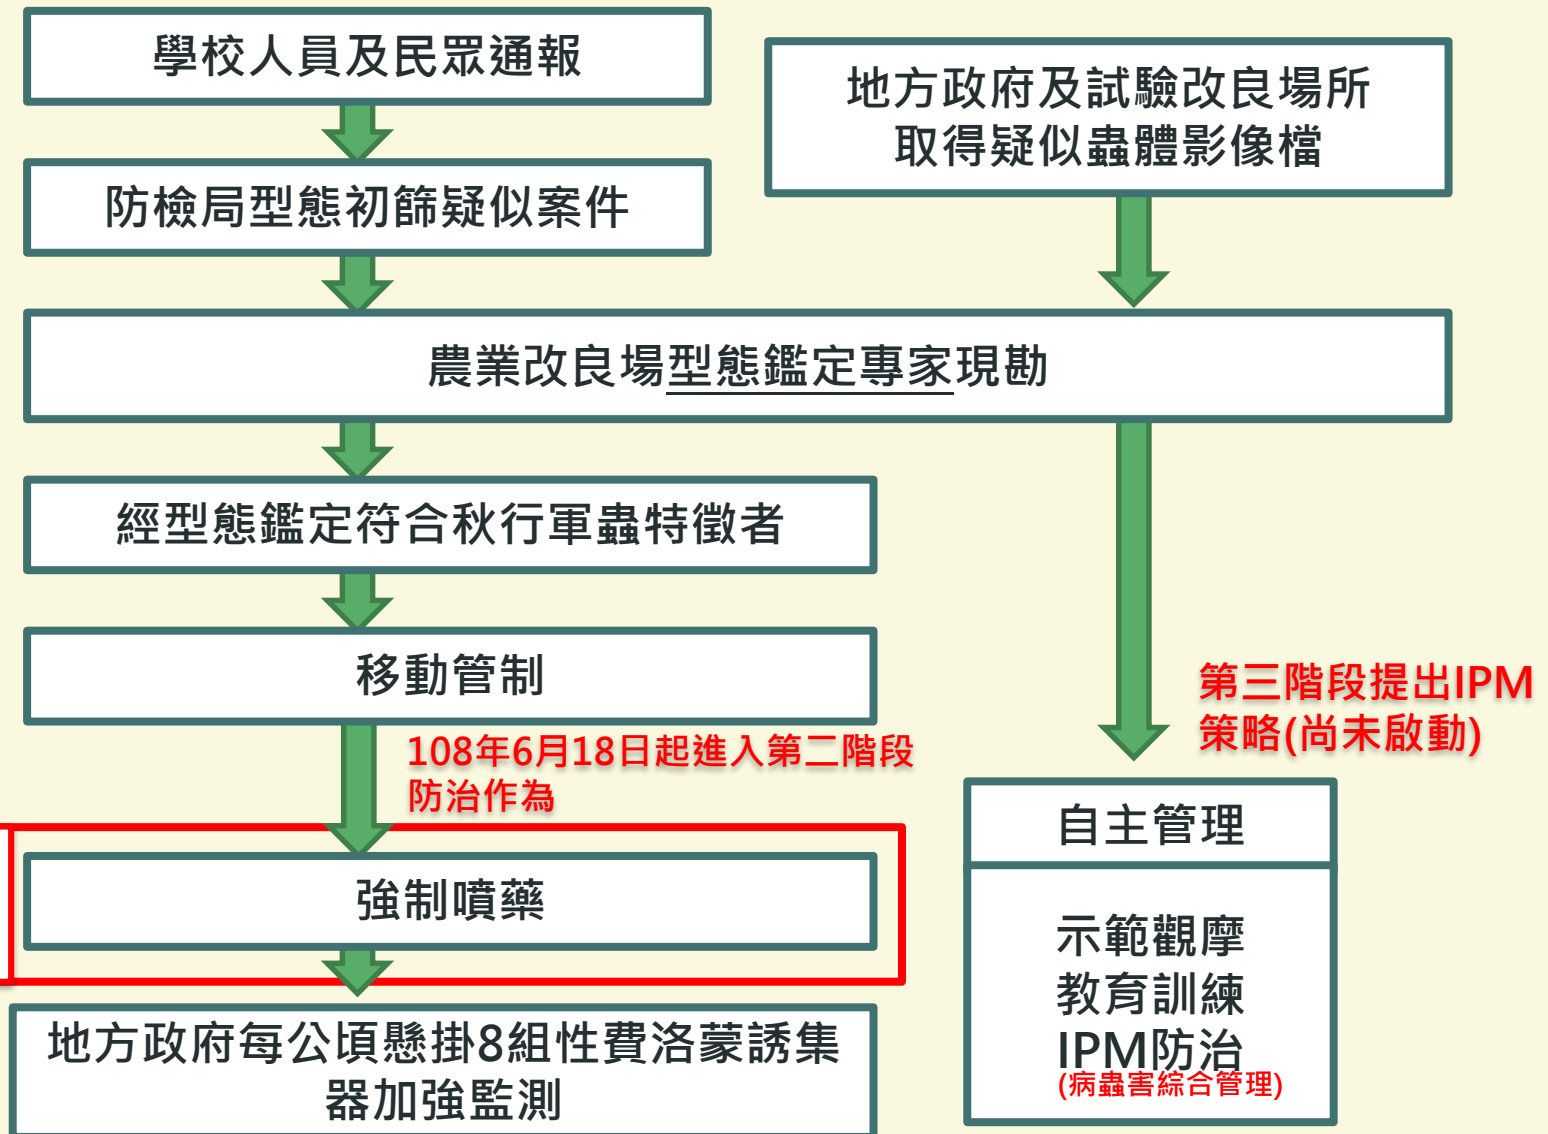 學校人員及民眾通報
地方政府及試驗改良場所
取得疑似蟲體影像檔
防檢局型態初篩疑似案件
農業改良場型態鑑定專家現勘
經型態鑑定符合秋行軍蟲特徵者
移動管制
第三階段提出IPM
策略(尚未啟動)
108年6月18日起進入第二階段
防治作為
強制噴藥
地方政府每公頃懸掛8組性費洛蒙誘集
器加強監測
自主管理
示範觀摩
教育訓練
IPM防治
(病蟲害綜合管理)